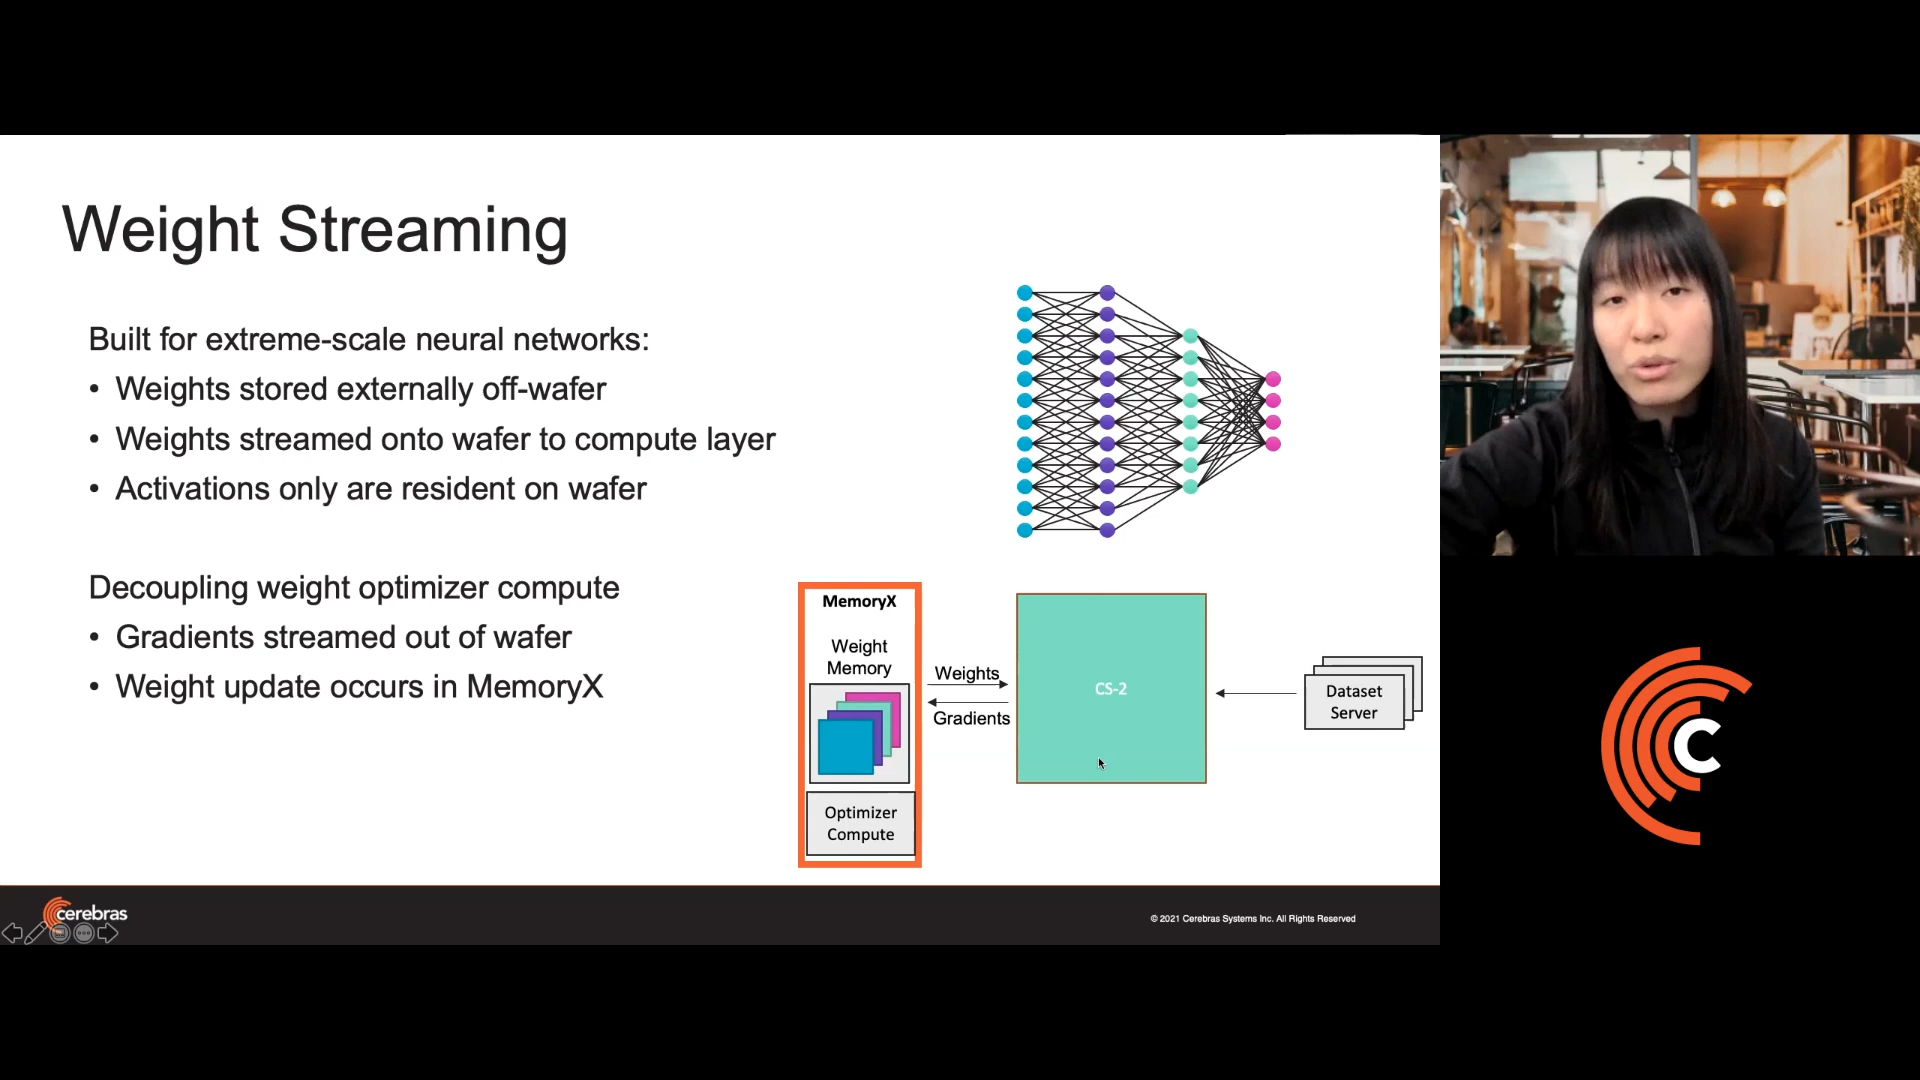 Weight Streaming
Built for extreme-scale neural networks:
• Weights stored externally off-wafer
• Weights streamed onto wafer to compute layer
• Activations only are resident on wafer
Decoupling weight optimizer compute
• Gradients streamed out of wafer
• Weight update occurs in MemoryX
MemoryX
Weight
Memory
Optimizer
Compute
Weights
Gradients
CS-2
Dataset
Server
cerebras
© 2021 Cerebras Systems Inc. All Rights Reserved
C